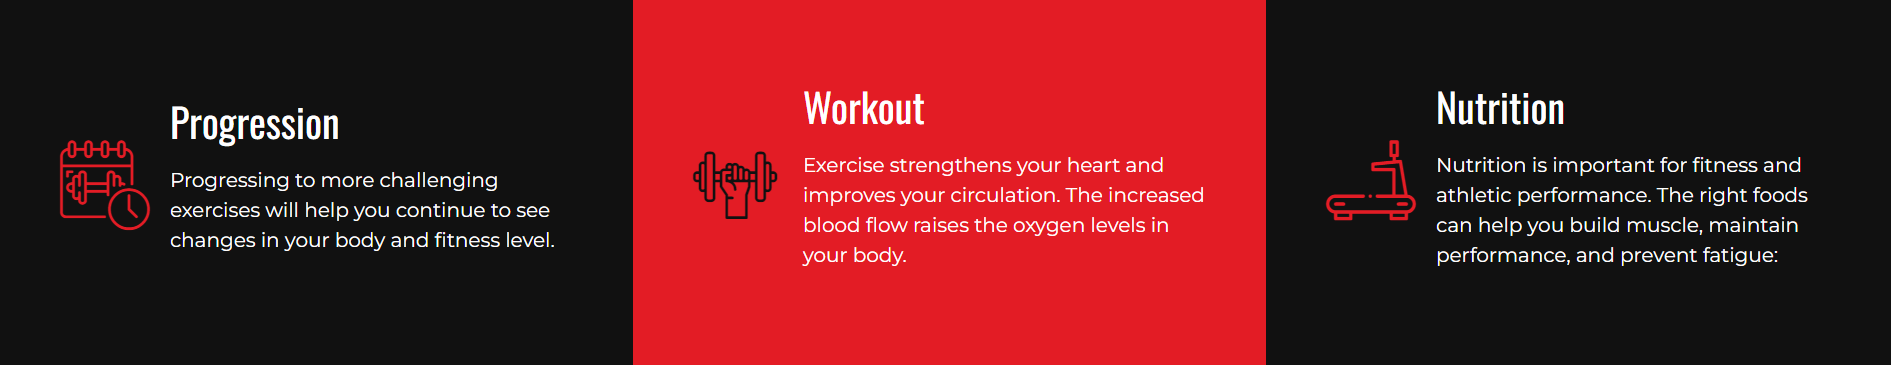 Progression
Progressing to more challenging
exercises will help you continue to see
changes in your body and fitness level.
Workout
Exercise strengthens your heart and
improves your circulation. The increased
blood flow raises the oxygen levels in
your body.
Nutrition
Nutrition is important for fitness and
athletic performance. The right foods
can help you build muscle, maintain
performance, and prevent fatigue: